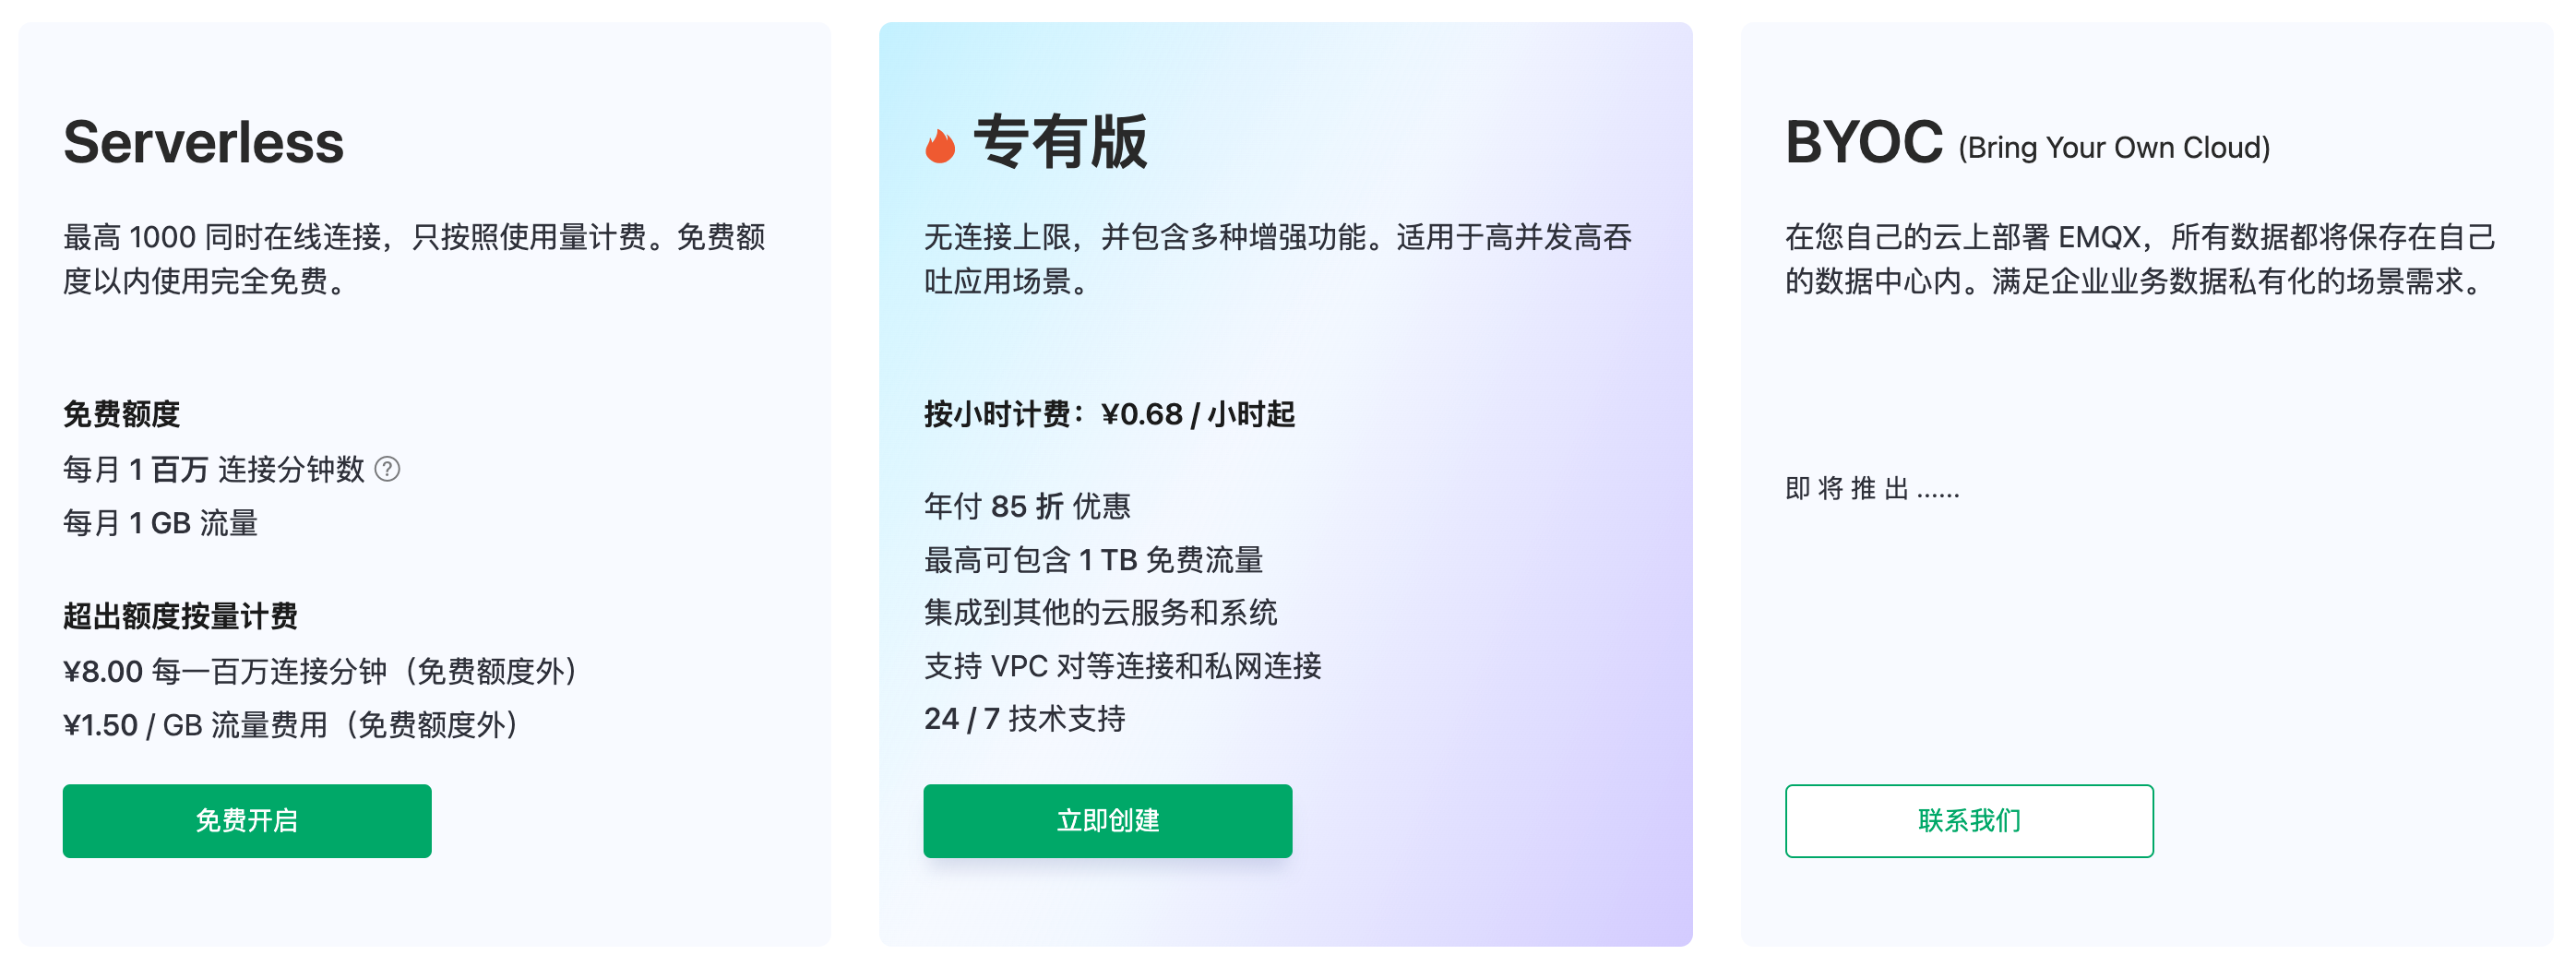 Serverless
最高 1000 同时在线连接，只按照使用量计费。免费额
度以内使用完全免费。
免费额度
每月 1 百万 连接分钟数 ?
每月 1 GB 流量
超出额度按量计费
¥8.00 每一百万连接分钟（免费额度外）
¥1.50 / GB 流量费用（免费额度外）
免费开启
专有版
无连接上限，并包含多种增强功能。适用于高并发高吞
吐应用场景。
按小时计费：¥0.68 / 小时起
年付 85 折 优惠
最高可包含 1 TB 免费流量
集成到其他的云服务和系统
支持 VPC 对等连接和私网连接
24 / 7 技术支持
立即创建
BYOC (Bring Your Own Cloud)
在您自己的云上部署 EMQX，所有数据都将保存在自己
的数据中心内。满足企业业务数据私有化的场景需求。
即 将 推 出 ......
联系我们